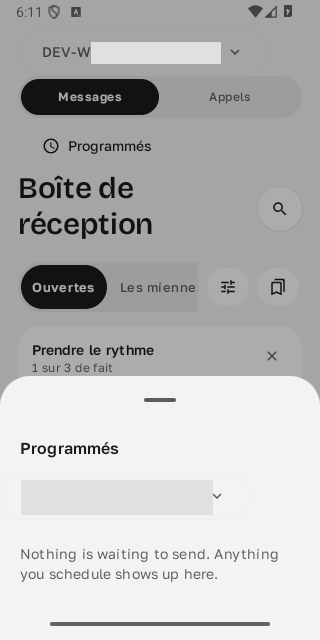 6:11
DEV-W
Messages
Appels
Programmés
Boîte de
réception
Ouvertes
Les mienne
Prendre le rythme
1 sur 3 de fait
Programmés
Nothing is waiting to send. Anything
you schedule shows up here.